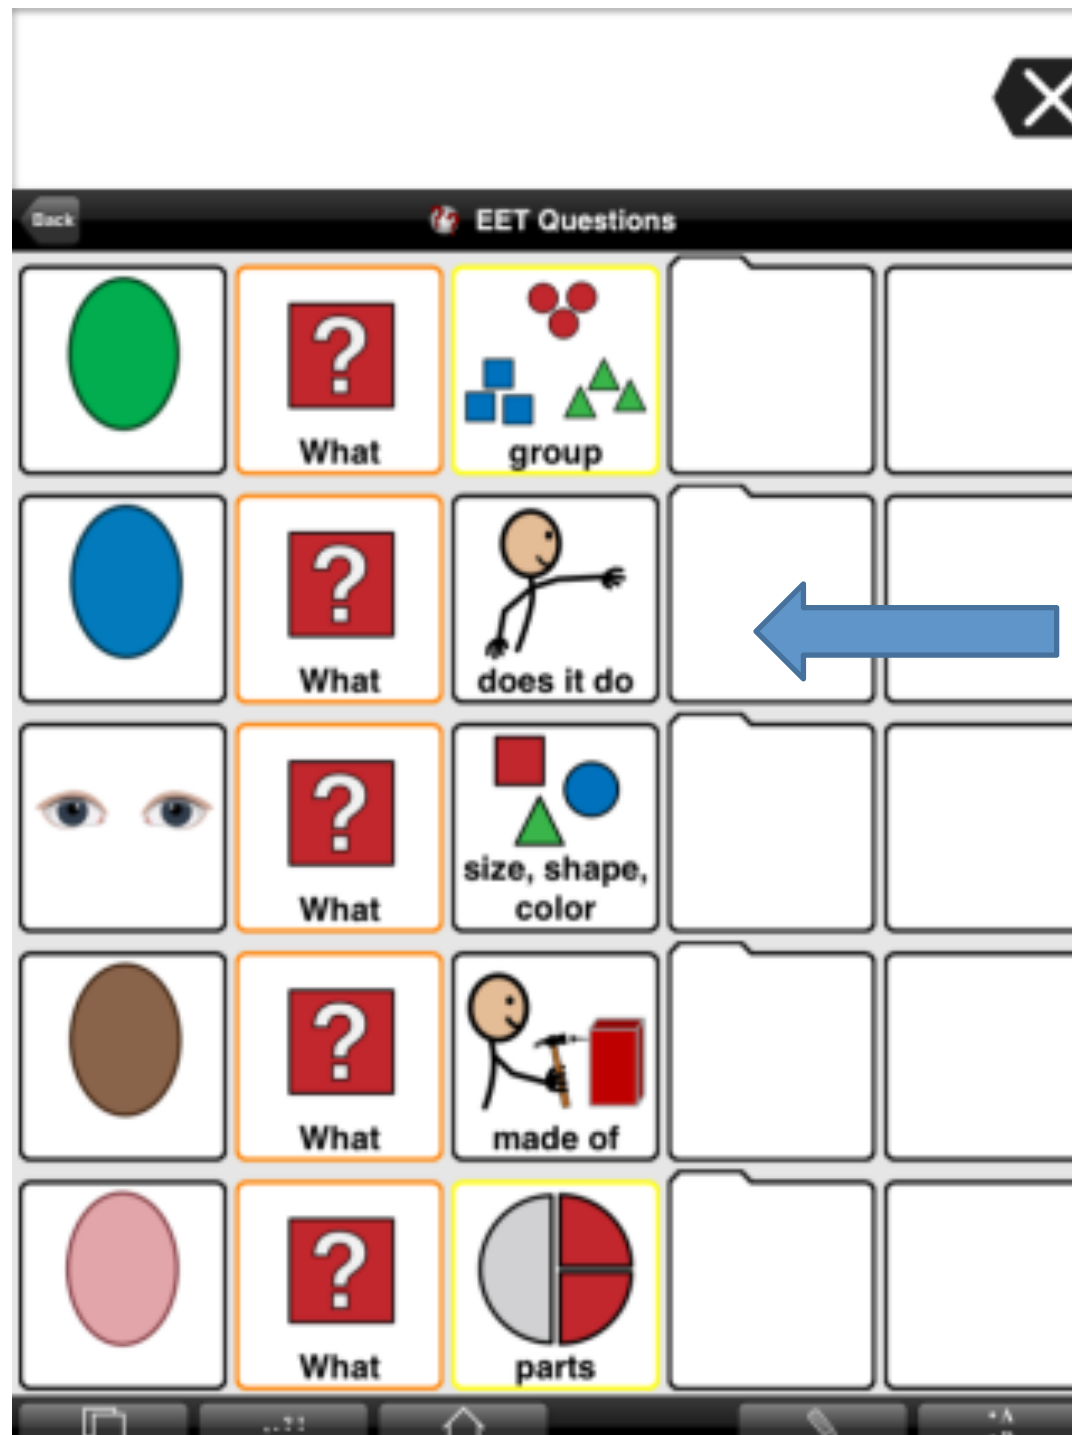 Back
EET Questions
?
What
group
?
What
does it do
?
What
size, shape,
color
?
What
made of
?
What
parts